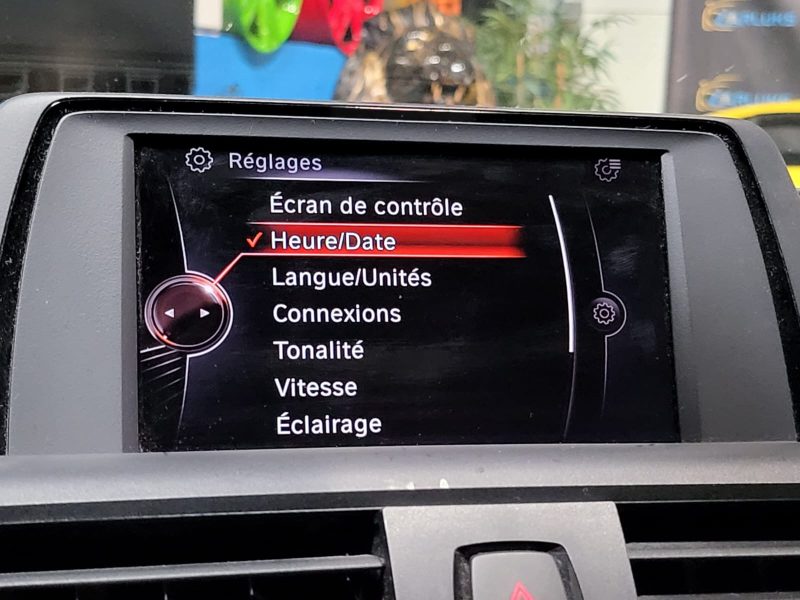 Réglages
Écran de contrôle
Heure/Date
Langue/Unités
Connexions
Tonalité
Vitesse
Éclairage